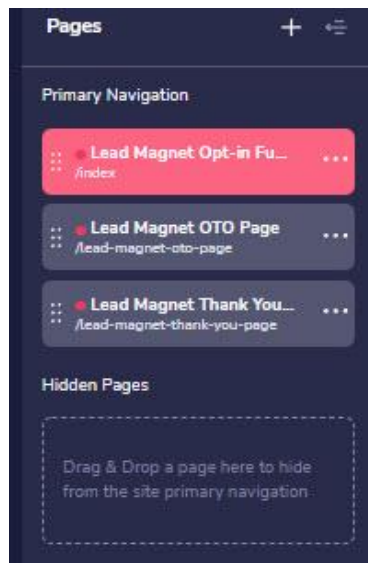 Pages
Primary Navigation
Lead Magnet Opt-in Fu...
/index
Lead Magnet OTO Page
/lead-magnet-oto-page
Lead Magnet Thank You...
/lead-magnet-thank-you-page
Hidden Pages
Drag & Drop a page here to hide
from the site primary navigation